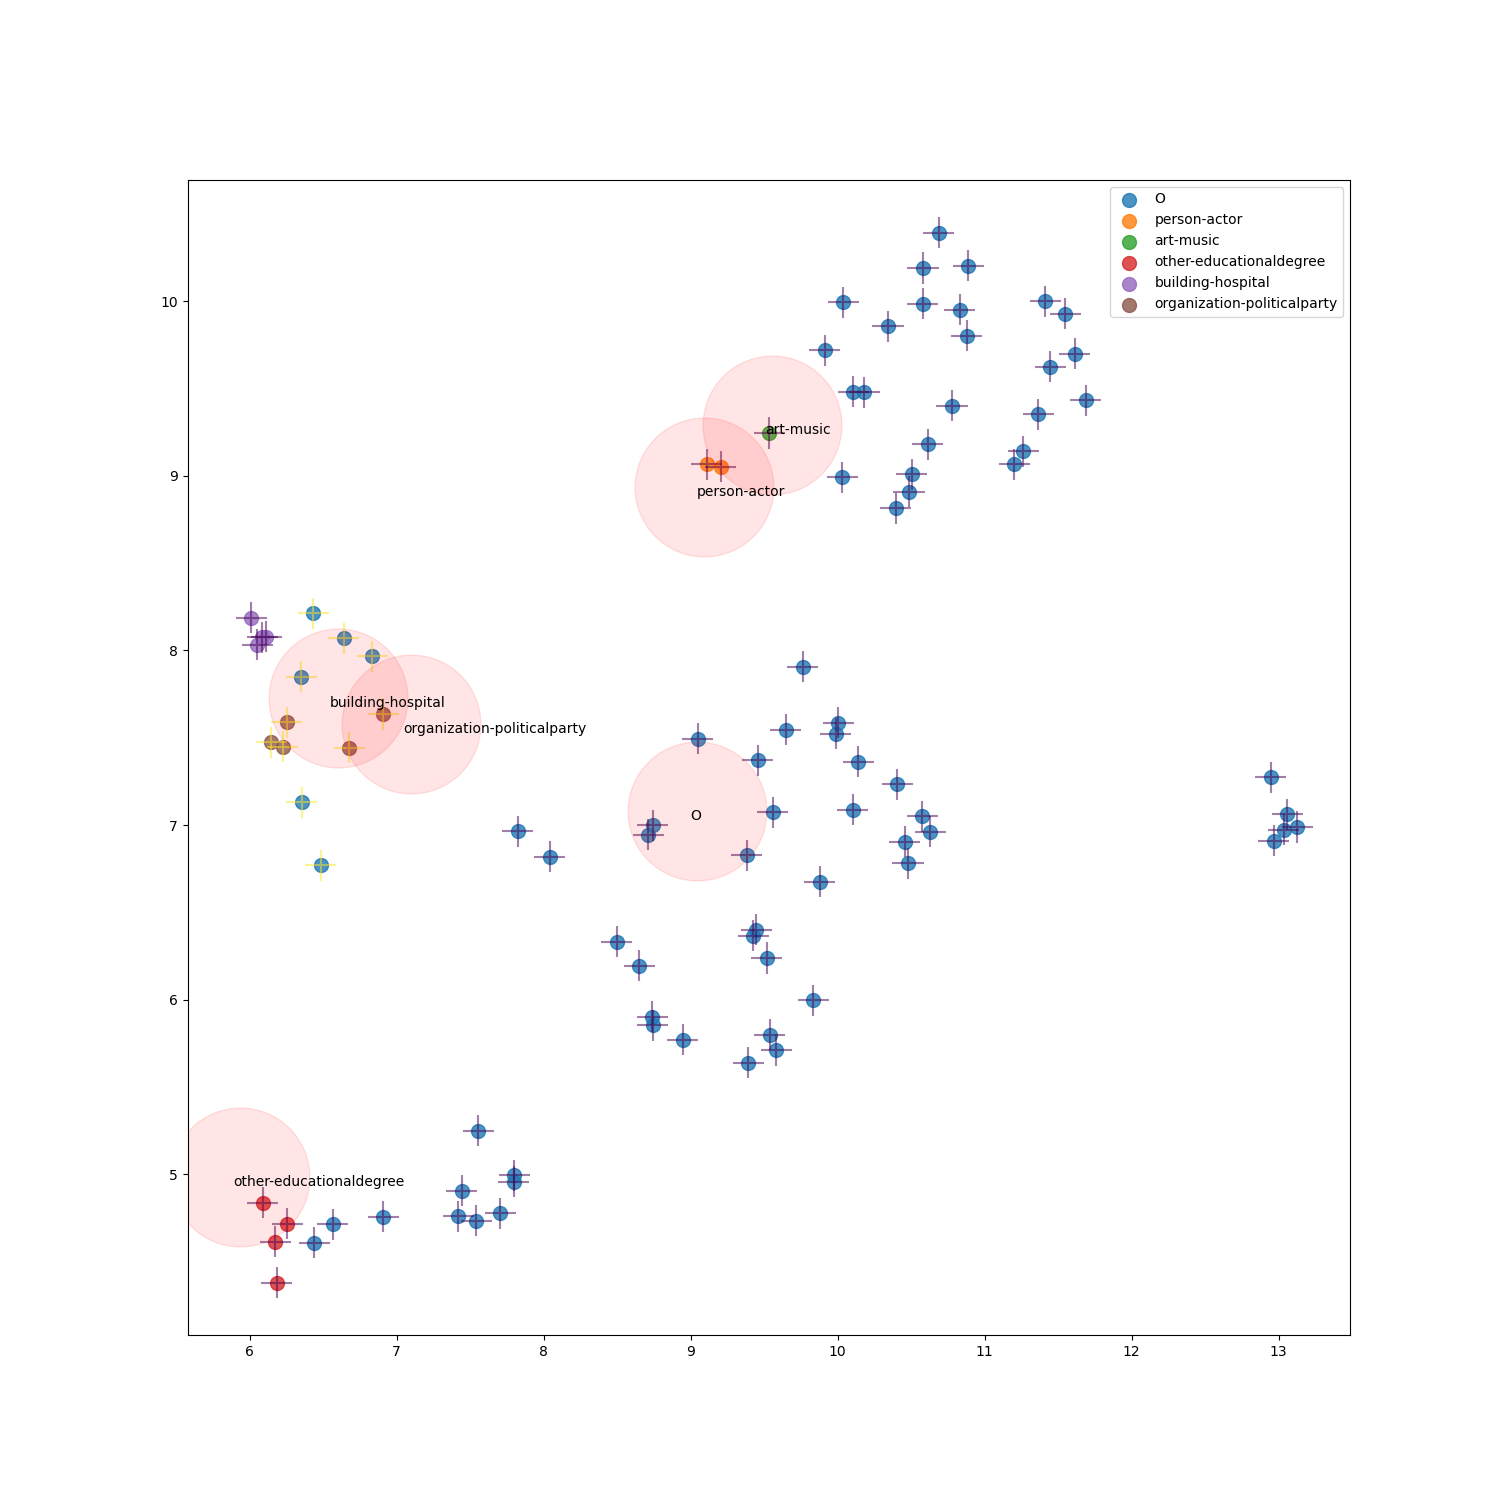 O
person-actor
art-music
other-educationaldegree
building-hospital
organization-politicalparty
10
9
8
7
6
5
art-music
person-actor
building-hospital
organization-politicalparty
O
other-educationaldegree
6 7 8 9 10 11 12 13